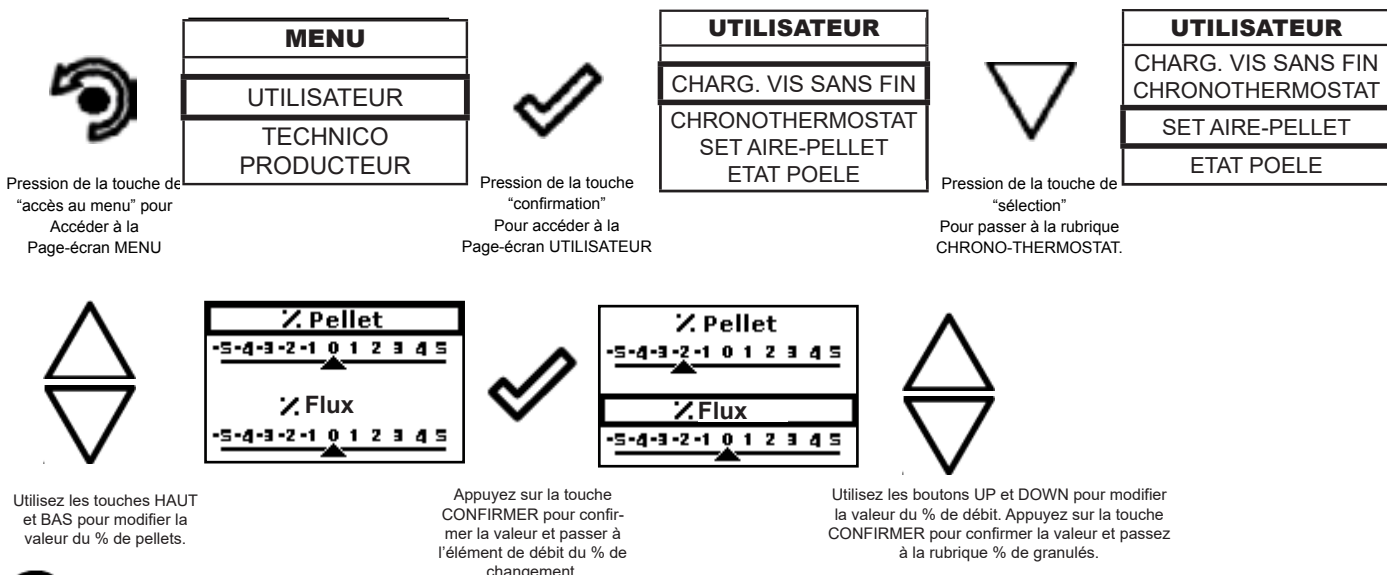 MENU
UTILISATEUR
TECHNICO
PRODUCTEUR
Pression de la touche de
“accès au menu” pour
Accéder à la
Page-écran MENU
Pression de la touche
“confirmation”
Pour accéder à la
Page-écran UTILISATEUR
UTILISATEUR
CHARG. VIS SANS FIN
CHRONOTHERMOSTAT
SET AIRE-PELLET
ETAT POELE
Pression de la touche de
“sélection”
Pour passer à la rubrique
CHRONO-THERMOSTAT.
UTILISATEUR
CHARG. VIS SANS FIN
CHRONOTHERMOSTAT
SET AIRE-PELLET
ETAT POELE
Utilisez les touches HAUT
et BAS pour modifier la
valeur du % de pellets.
% Pellet
-5-4-3-2-1 0 1 2 3 4 5
% Flux
-5-4-3-2-1 0 1 2 3 4 5
Appuyez sur la touche
CONFIRMER pour confir-
mer la valeur et passer à
l’élément de débit du % de
changement
% Pellet
-5-4-3-2-1 0 1 2 3 4 5
% Flux
-5-4-3-2-1 0 1 2 3 4 5
Utilisez les boutons UP et DOWN pour modifier
la valeur du % de débit. Appuyez sur la touche
CONFIRMER pour confirmer la valeur et passez
à la rubrique % de granulés.